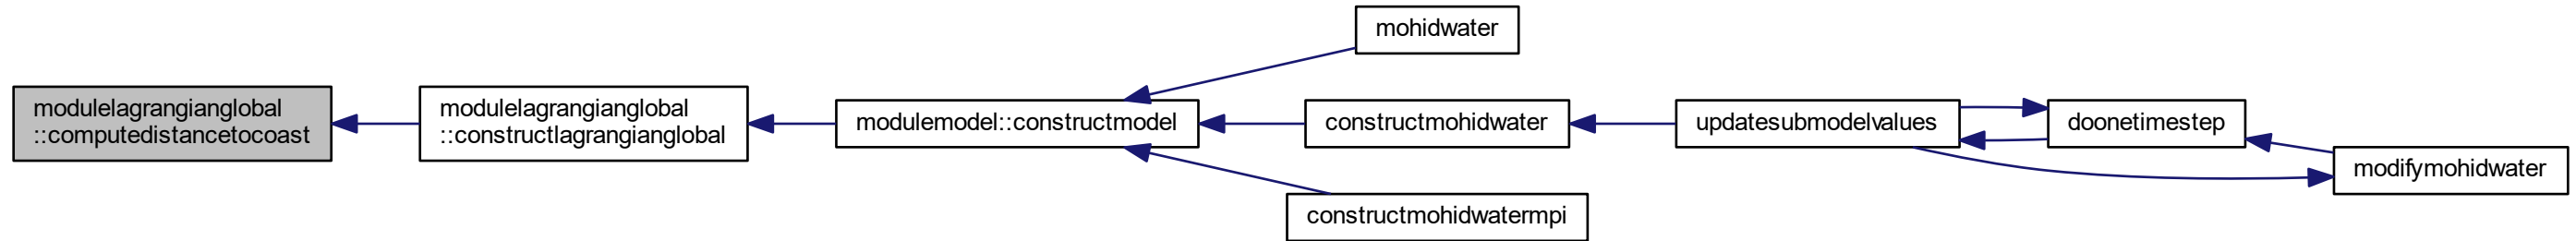 modulelagrangianglobal
::computedistancetocoast
modulelagrangianglobal
::constructlagrangianglobal
modulemodel::constructmodel
mohidwater
constructmohidwater
constructmohidwatermpi
updatesubmodelvalues
doonetimestep
modifymohidwater